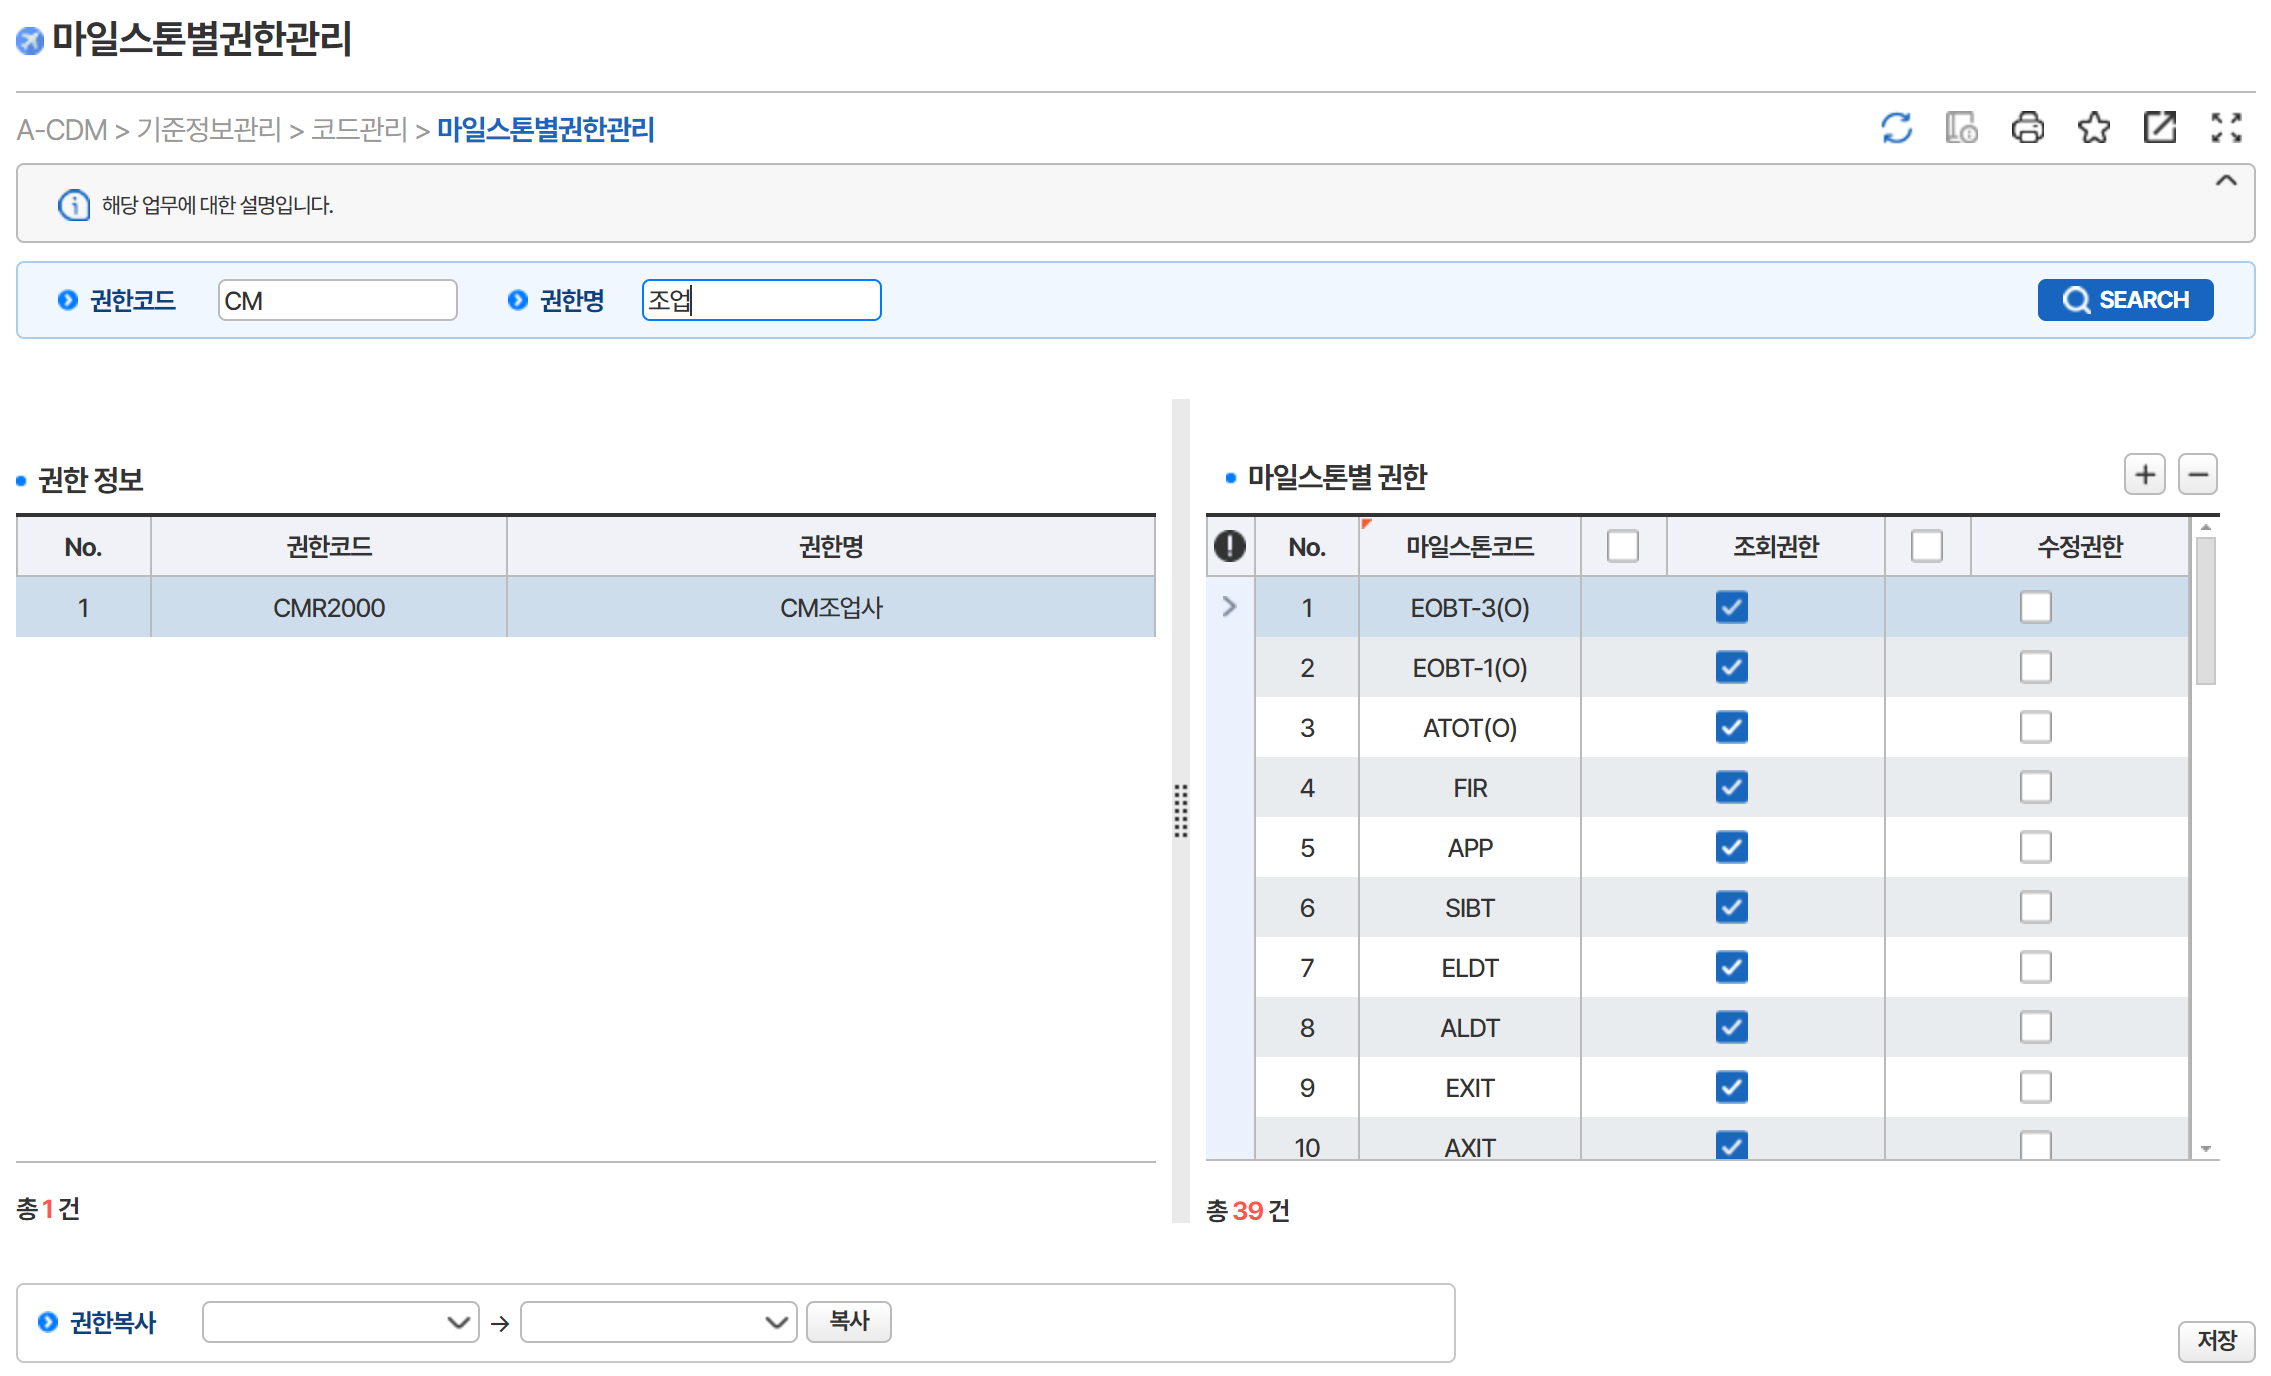 마일스톤별권한관리
A-CDM > 기준정보관리 > 코드관리 > 마일스톤별권한관리
해당 업무에 대한 설명입니다.
권한코드 CM 권한명 조업 SEARCH
권한 정보
No. 권한코드 권한명
1 CMR2000 CM조업사
총 1 건
마일스톤별 권한
No. 마일스톤코드 조회권한 수정권한
1 EOBT-3(O)
2 EOBT-1(O)
3 ATOT(O)
4 FIR
5 APP
6 SIBT
7 ELDT
8 ALDT
9 EXIT
10 AXIT
총 39 건
권한복사 → 복사
저장